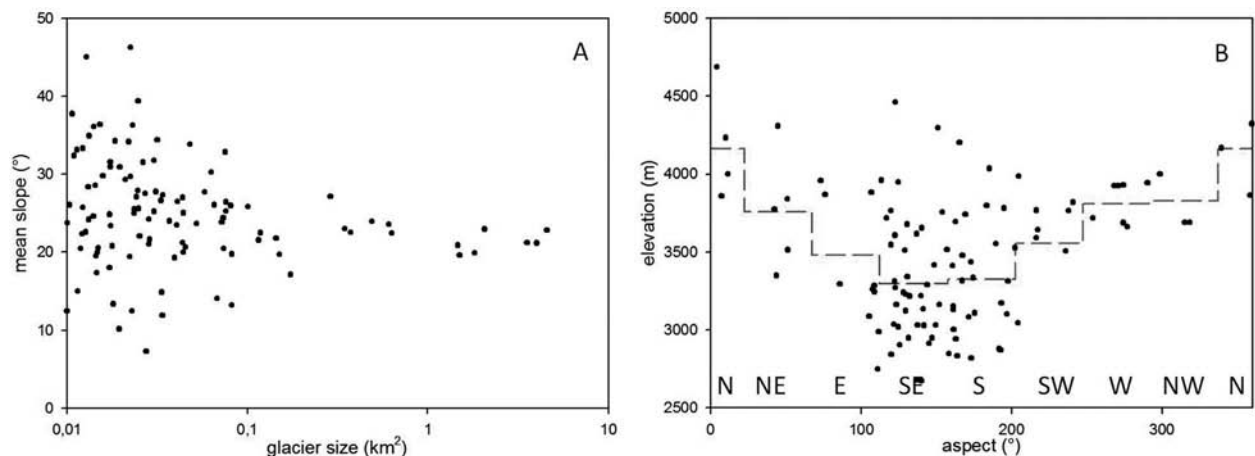 50
40
30
20
10
0
mean slope (°)
A
0,01
0,1
1
10
glacier size (km²)
5000
4500
4000
3500
3000
2500
elevation (m)
B
N NE E SE S SW W NW N
0
100
200
300
aspect (°)